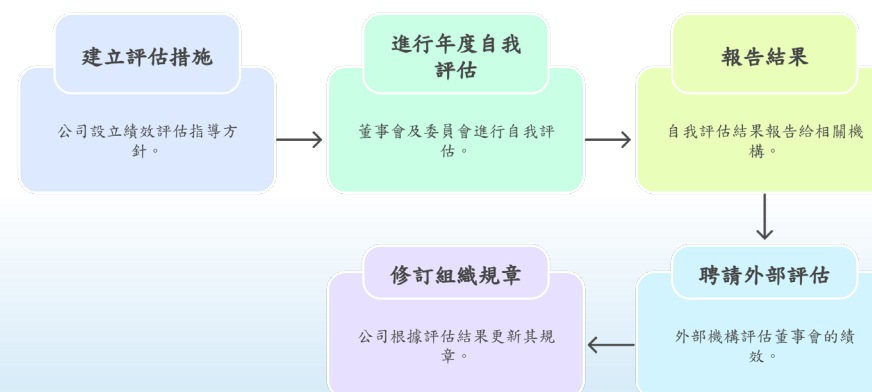 建立評估措施
公司設立績效評估指導方
針。
進行年度自我
評估
董事會及委員會進行自我評
估。
報告結果
自我評估結果報告給相關機
構。
聘請外部評估
外部機構評估董事會的績
效。
修訂組織規章
公司根據評估結果更新其規
章。